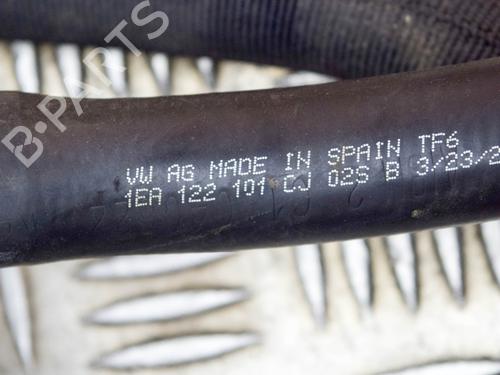 B-PARTS
VW AG MADE IN SPAIN TF6
1EA 122 101 CJ 02S B 3/23/2